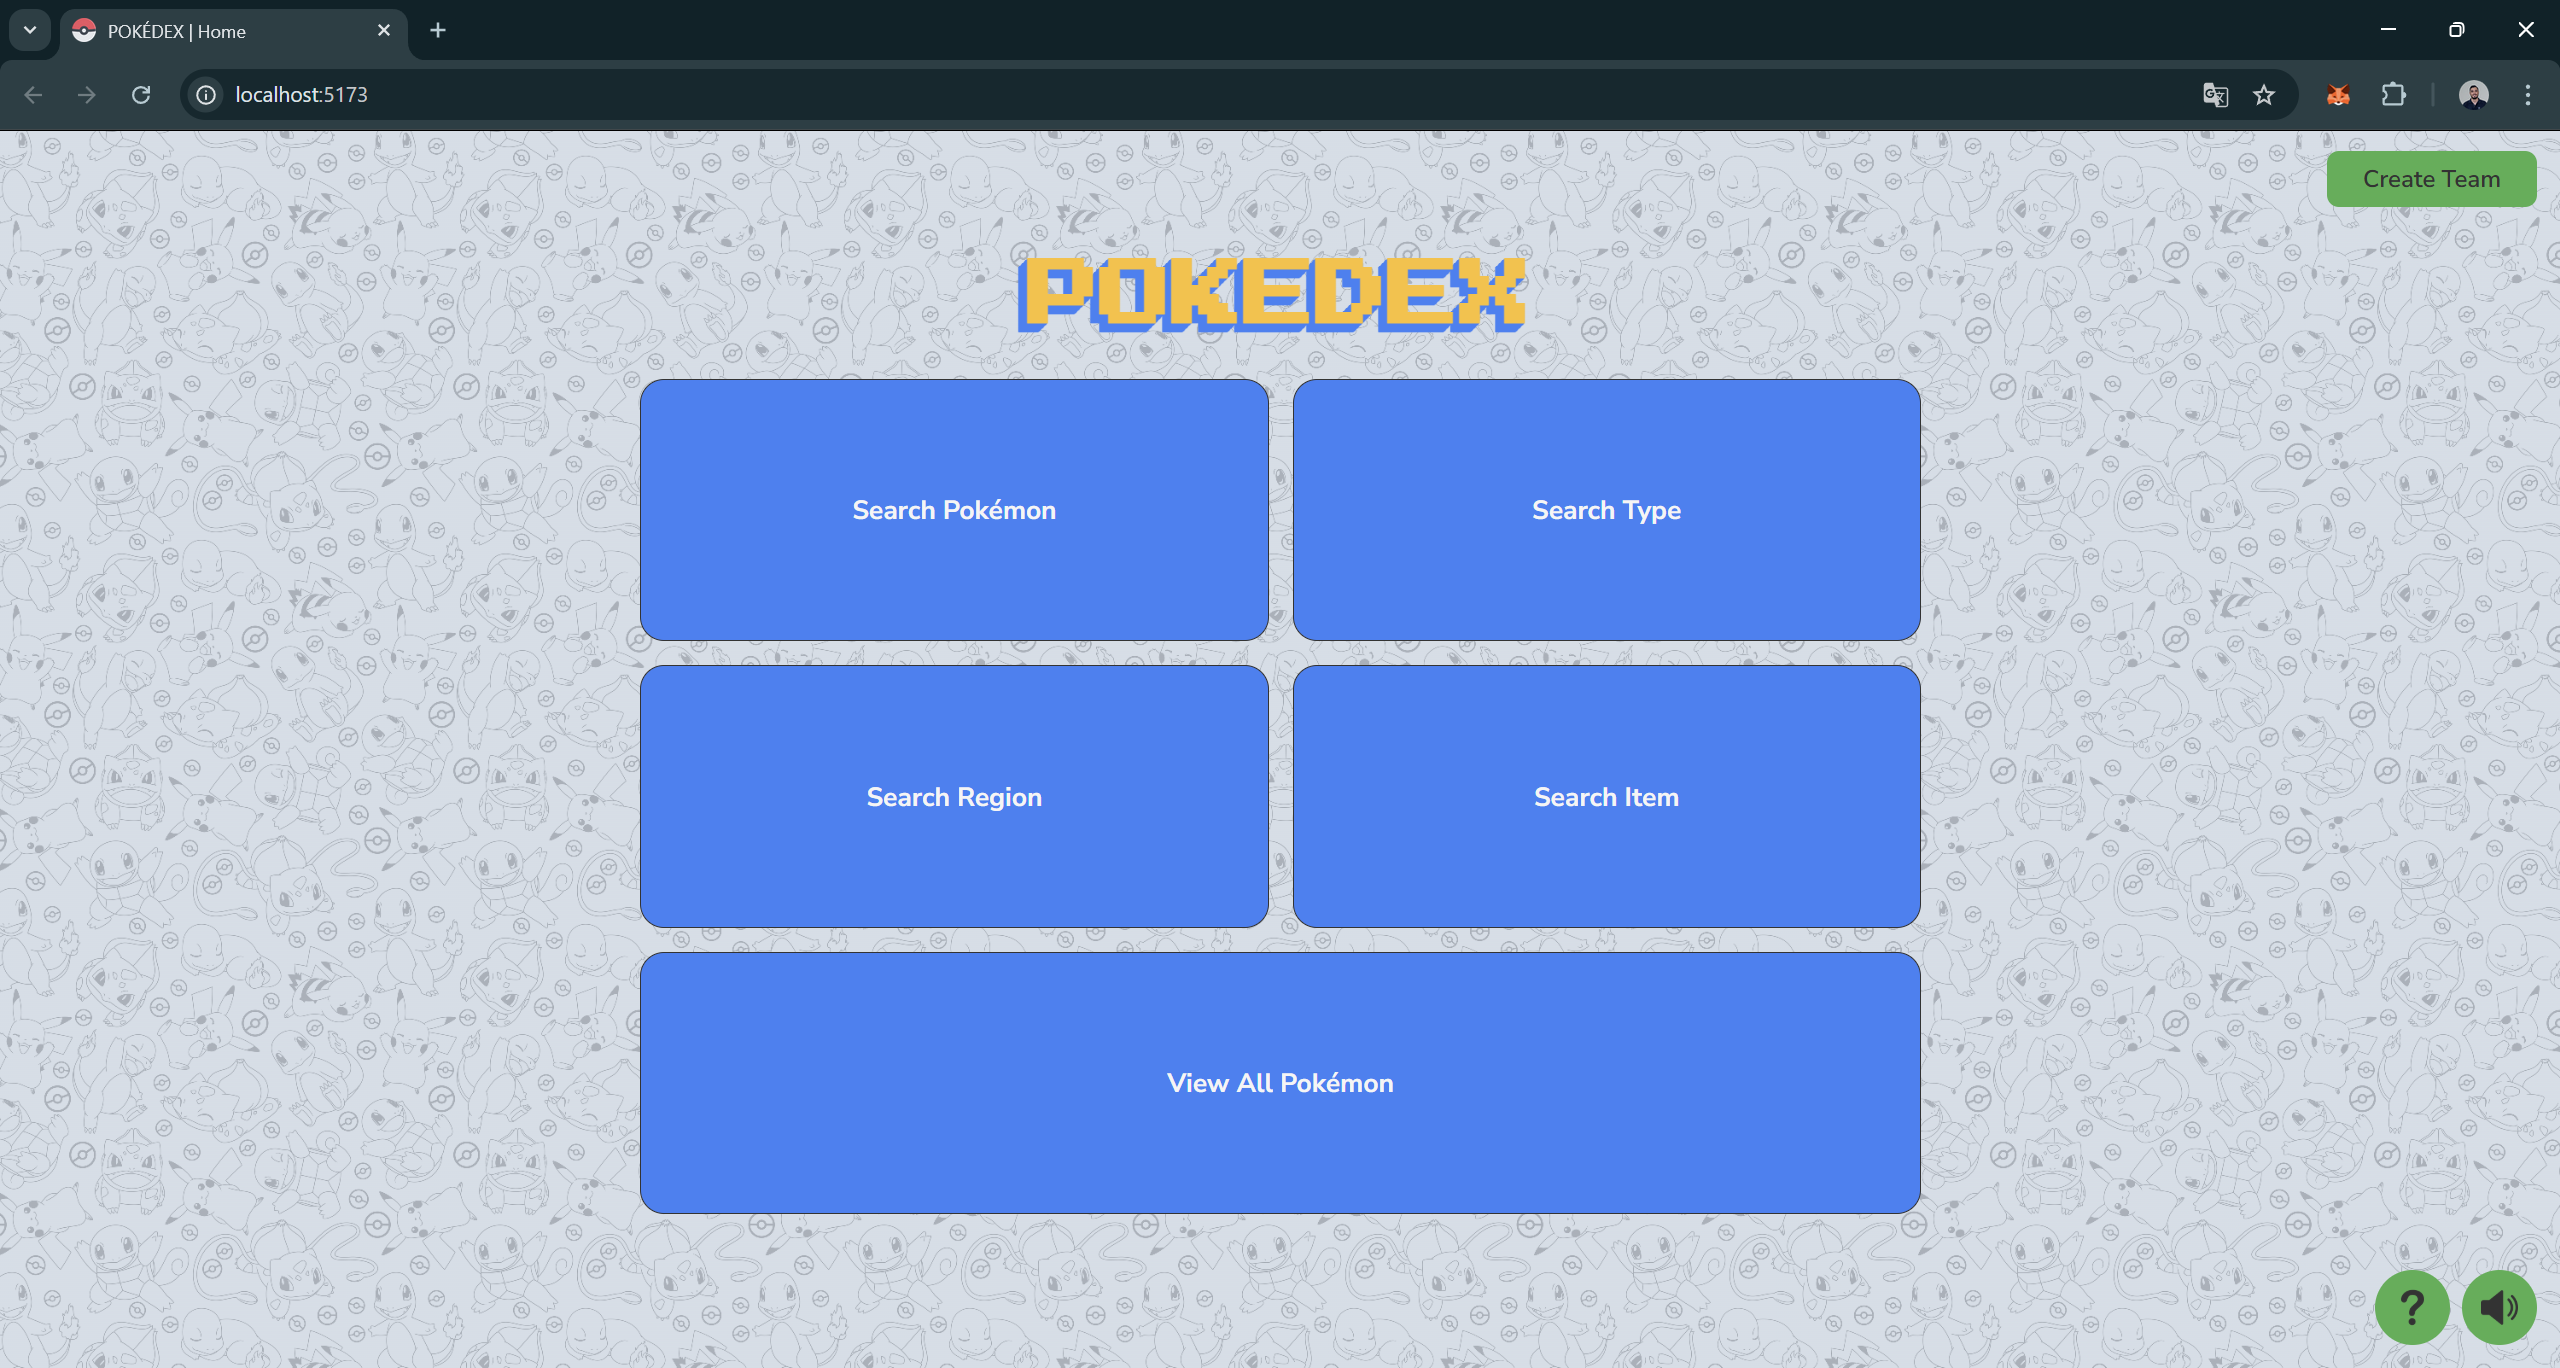 POKÉDEX | Home
localhost:5173
Create Team
POKEDEX
Search Pokémon
Search Type
Search Region
Search Item
View All Pokémon
?